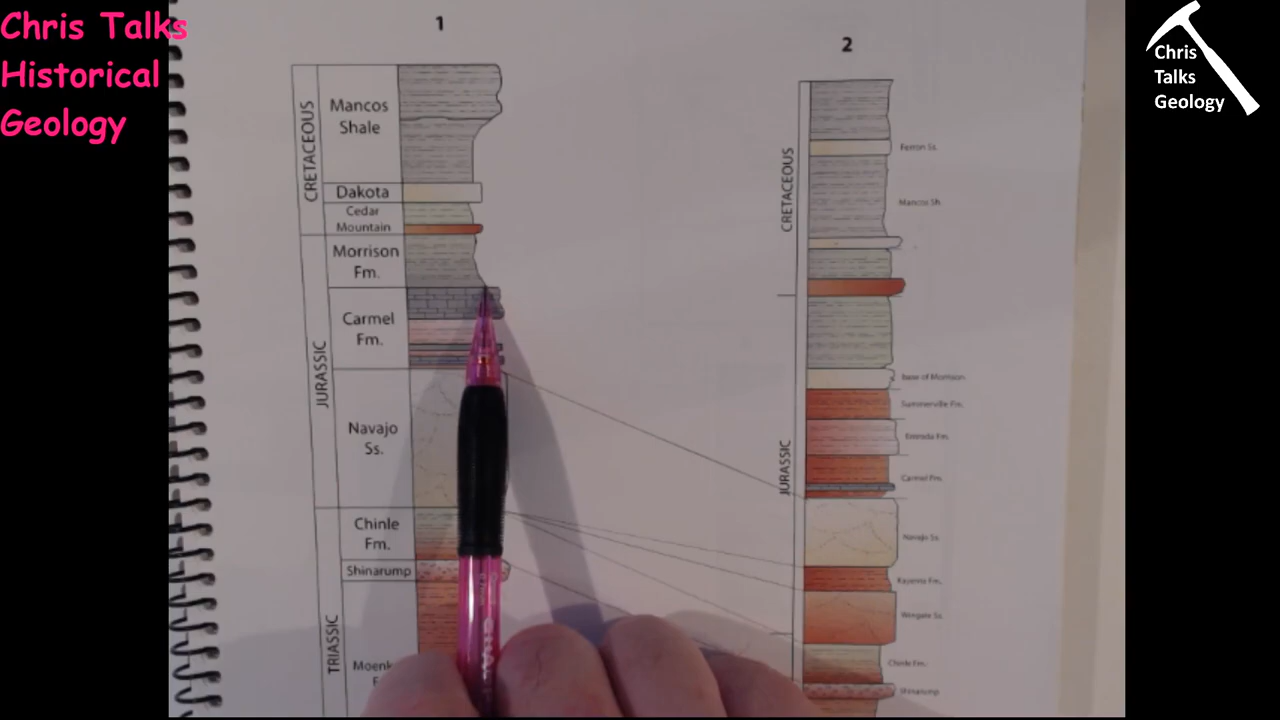 Chris Talks
Historical
Geology
Chris
Talks
Geology
1
CRETACEOUS
Mancos
Shale
Dakota
Cedar
Mountain
JURASSIC
Morrison
Fm.
Carmel
Fm.
Navajo
Ss.
TRIASSIC
Chinle
Fm.
Shinarump
Moenk
2
CRETACEOUS
Ferron Ss.
Mancos Sh.
JURASSIC
base of Morrison
Summerville Fm.
Entrada Fm.
Carmel Fm.
Navajo Ss.
Kayenta Fm.
Wingate Ss.
Chinle Fm.
Shinarump